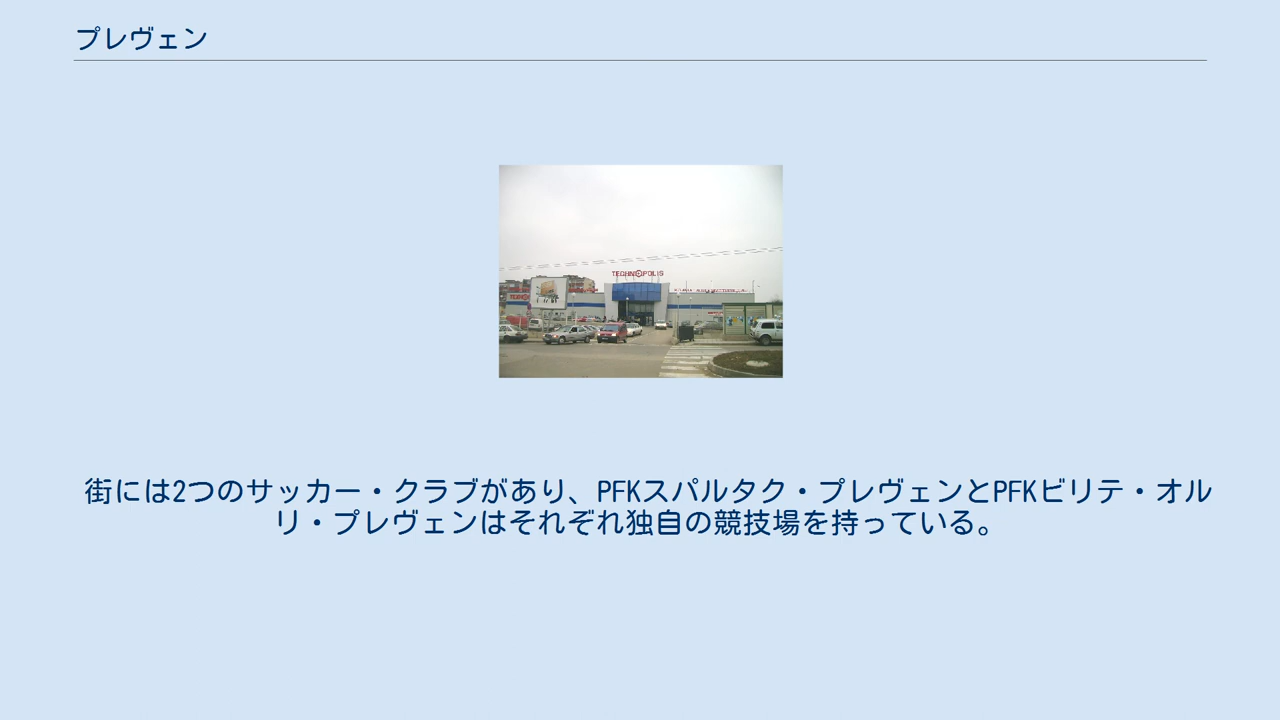 プレヴェン
TECHNOPOLIS
街には2つのサッカー・クラブがあり、PFKスパルタク・プレヴェンとPFKビリテ・オル
リ・プレヴェンはそれぞれ独自の競技場を持っている。